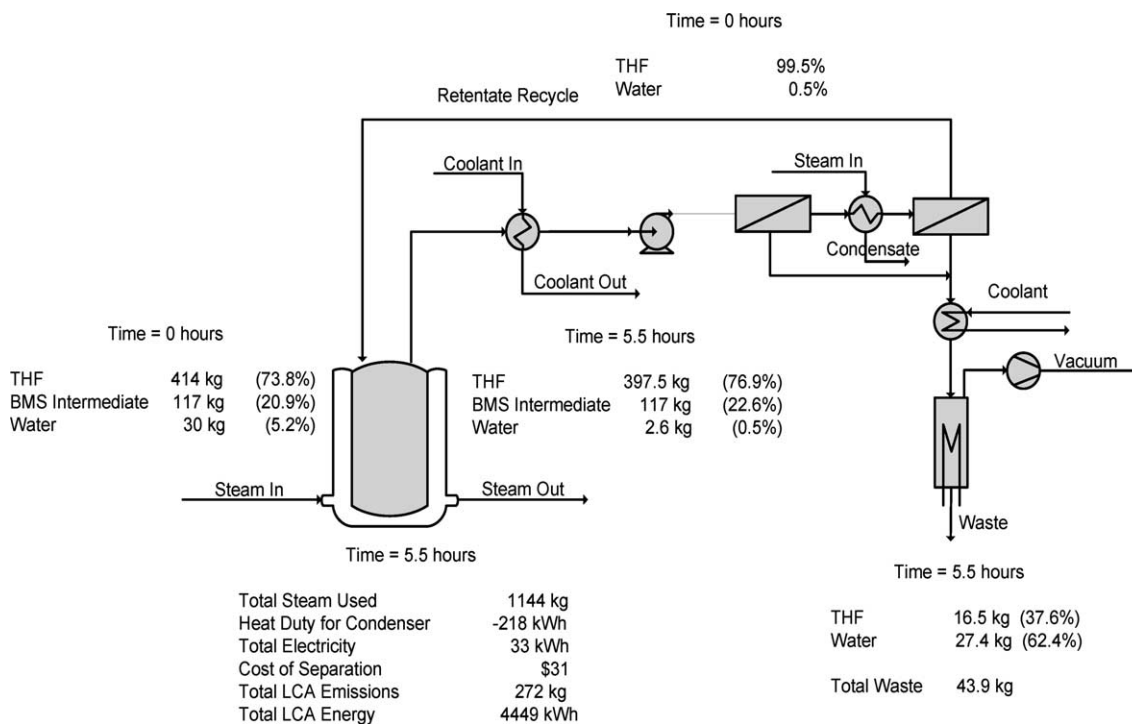 Time = 0 hours
THF 99.5%
Water 0.5%
Retentate Recycle
Coolant In
Steam In
Condensate
Coolant Out
Coolant
Time = 0 hours
Time = 5.5 hours
THF 414 kg (73.8%)
BMS Intermediate 117 kg (20.9%)
Water 30 kg (5.2%)
THF 397.5 kg (76.9%)
BMS Intermediate 117 kg (22.6%)
Water 2.6 kg (0.5%)
Vacuum
Steam In
Steam Out
Waste
Time = 5.5 hours
Total Steam Used 1144 kg
Heat Duty for Condenser -218 kWh
Total Electricity 33 kWh
Cost of Separation $31
Total LCA Emissions 272 kg
Total LCA Energy 4449 kWh
Time = 5.5 hours
THF 16.5 kg (37.6%)
Water 27.4 kg (62.4%)
Total Waste 43.9 kg